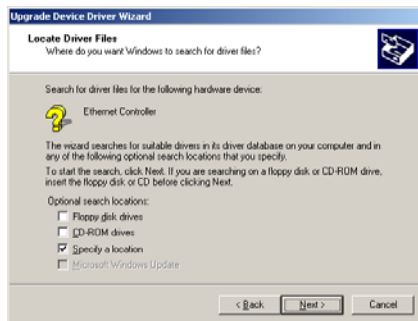 Upgrade Device Driver Wizard
Locate Driver Files
Where do you want Windows to search for driver files?
Search for driver files for the following hardware device:
Ethernet Controller
The wizard searches for suitable drivers in its driver database on your computer and in
any of the following optional search locations that you specify.
To start the search, click Next. If you are searching on a floppy disk or CD-ROM drive,
insert the floppy disk or CD before clicking Next.
Optional search locations:
Floppy disk drives
CD-ROM drives
Specify a location
Microsoft Windows Update
< Back
Next >
Cancel